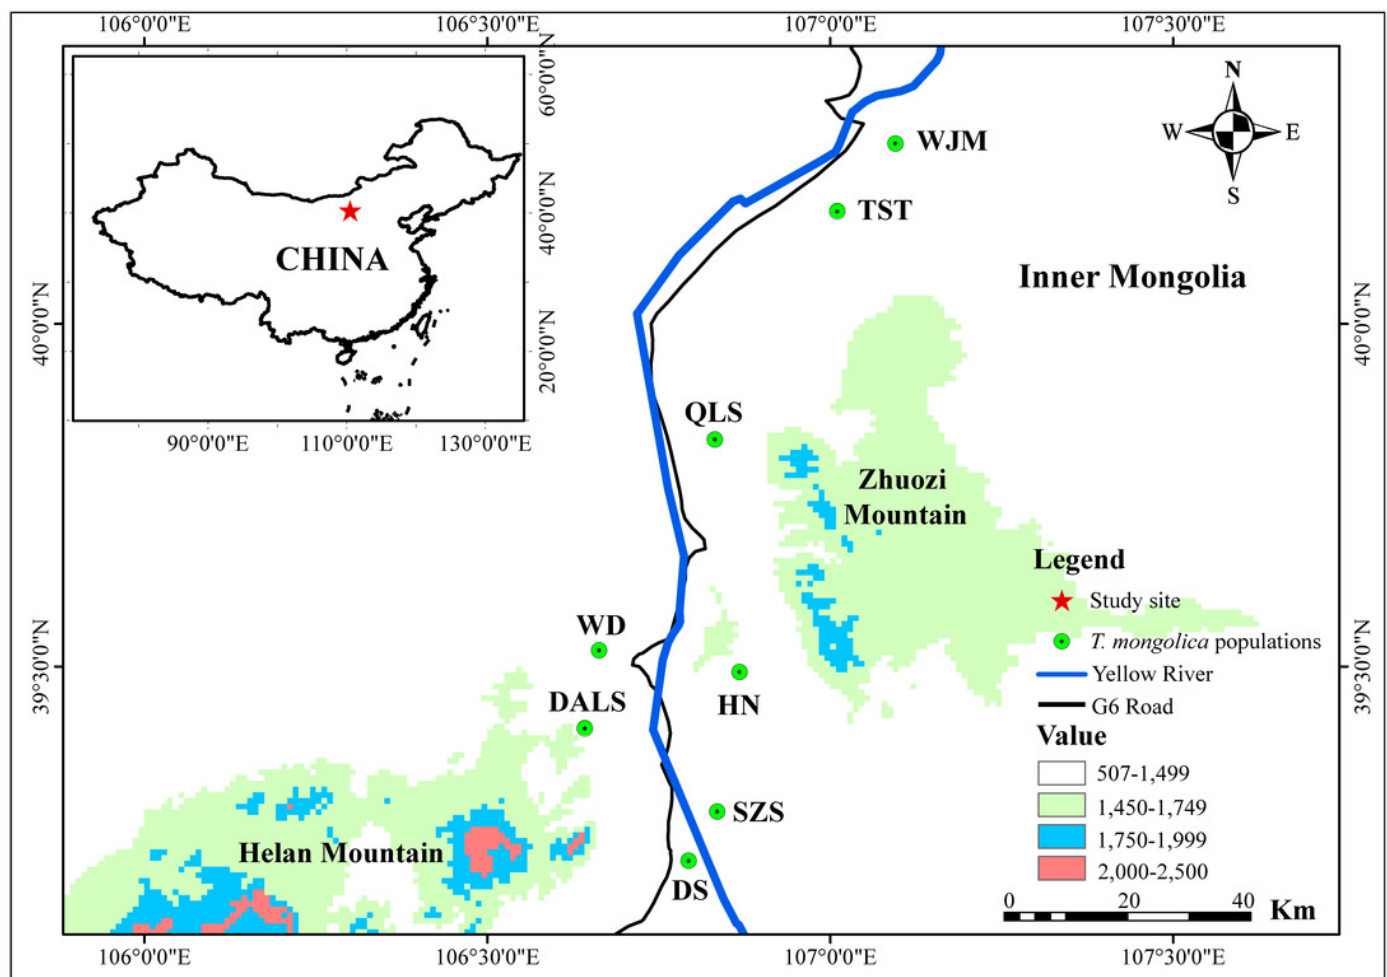 106°0'0"E 106°30'0"E 107°0'0"E 107°30'0"E
60°0'0"N
40°0'0"N
20°0'0"N
CHINA
90°0'0"E 110°0'0"E 130°0'0"E
N
W E
S
WJM
TST
Inner Mongolia
40°0'0"N
40°0'0"N
QLS
Zhuozi
Mountain
WD
HN
DALS
39°30'0"N
39°30'0"N
SZS
Helan Mountain
DS
Legend
Study site
T. mongolica populations
Yellow River
G6 Road
Value
507-1,499
1,450-1,749
1,750-1,999
2,000-2,500
0 20 40 Km
106°0'0"E 106°30'0"E 107°0'0"E 107°30'0"E